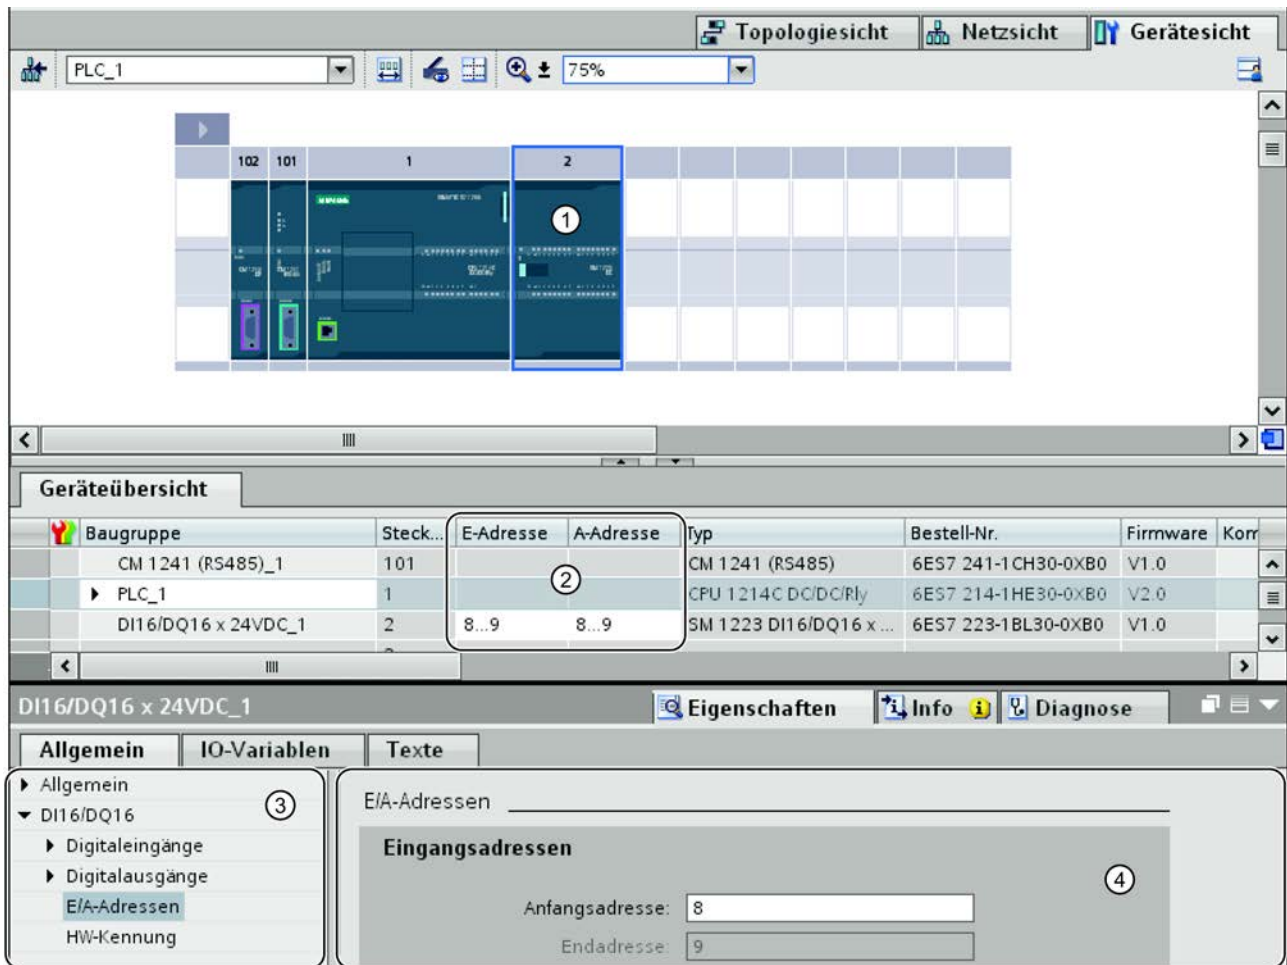 Topologiesicht Netzsicht Gerätesicht
PLC_1 75%
102 101 1 2
SIEMENS
①
Geräteübersicht
Baugruppe Steck... E-Adresse A-Adresse Typ Bestell-Nr. Firmware Kom
CM 1241 (RS485)_1 101 CM 1241 (RS485) 6ES7 241-1CH30-0XB0 V1.0
②
PLC_1 1 CPU 1214C DC/DC/Rly 6ES7 214-1HE30-0XB0 V2.0
DI16/DQ16 x 24VDC_1 2 8...9 8...9 SM 1223 DI16/DQ16 x ... 6ES7 223-1BL30-0XB0 V1.0
DI16/DQ16 x 24VDC_1 Eigenschaften Info Diagnose
Allgemein IO-Variablen Texte
Allgemein
③
DI16/DQ16
Digitaleingänge
Digitalausgänge
E/A-Adressen
HW-Kennung
E/A-Adressen
Eingangsadressen
④
Anfangsadresse: 8
Endadresse: 9